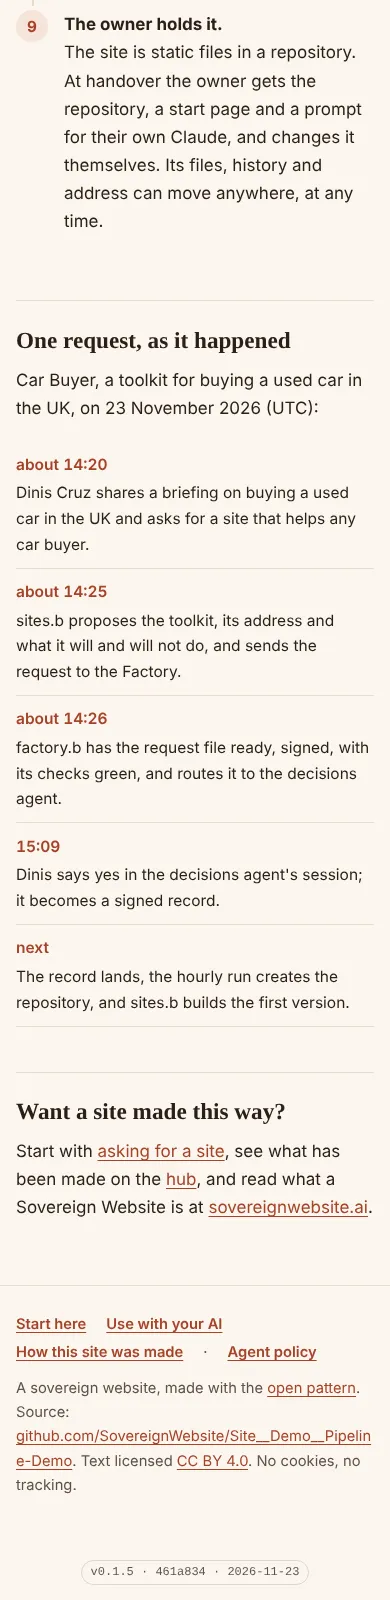 9
The owner holds it.
The site is static files in a repository.
At handover the owner gets the
repository, a start page and a prompt
for their own Claude, and changes it
themselves. Its files, history and
address can move anywhere, at any
time.
One request, as it happened
Car Buyer, a toolkit for buying a used car in
the UK, on 23 November 2026 (UTC):
about 14:20
Dinis Cruz shares a briefing on buying a used
car in the UK and asks for a site that helps any
car buyer.
about 14:25
sites.b proposes the toolkit, its address and
what it will and will not do, and sends the
request to the Factory.
about 14:26
factory.b has the request file ready, signed, with
its checks green, and routes it to the decisions
agent.
15:09
Dinis says yes in the decisions agent's session;
it becomes a signed record.
next
The record lands, the hourly run creates the
repository, and sites.b builds the first version.
Want a site made this way?
Start with asking for a site, see what has
been made on the hub, and read what a
Sovereign Website is at sovereignwebsite.ai.
Start here Use with your AI
How this site was made · Agent policy
A sovereign website, made with the open pattern.
Source:
github.com/SovereignWebsite/Site__Demo__Pipelin
e-Demo. Text licensed CC BY 4.0. No cookies, no
tracking.
v0.1.5 · 461a834 · 2026-11-23